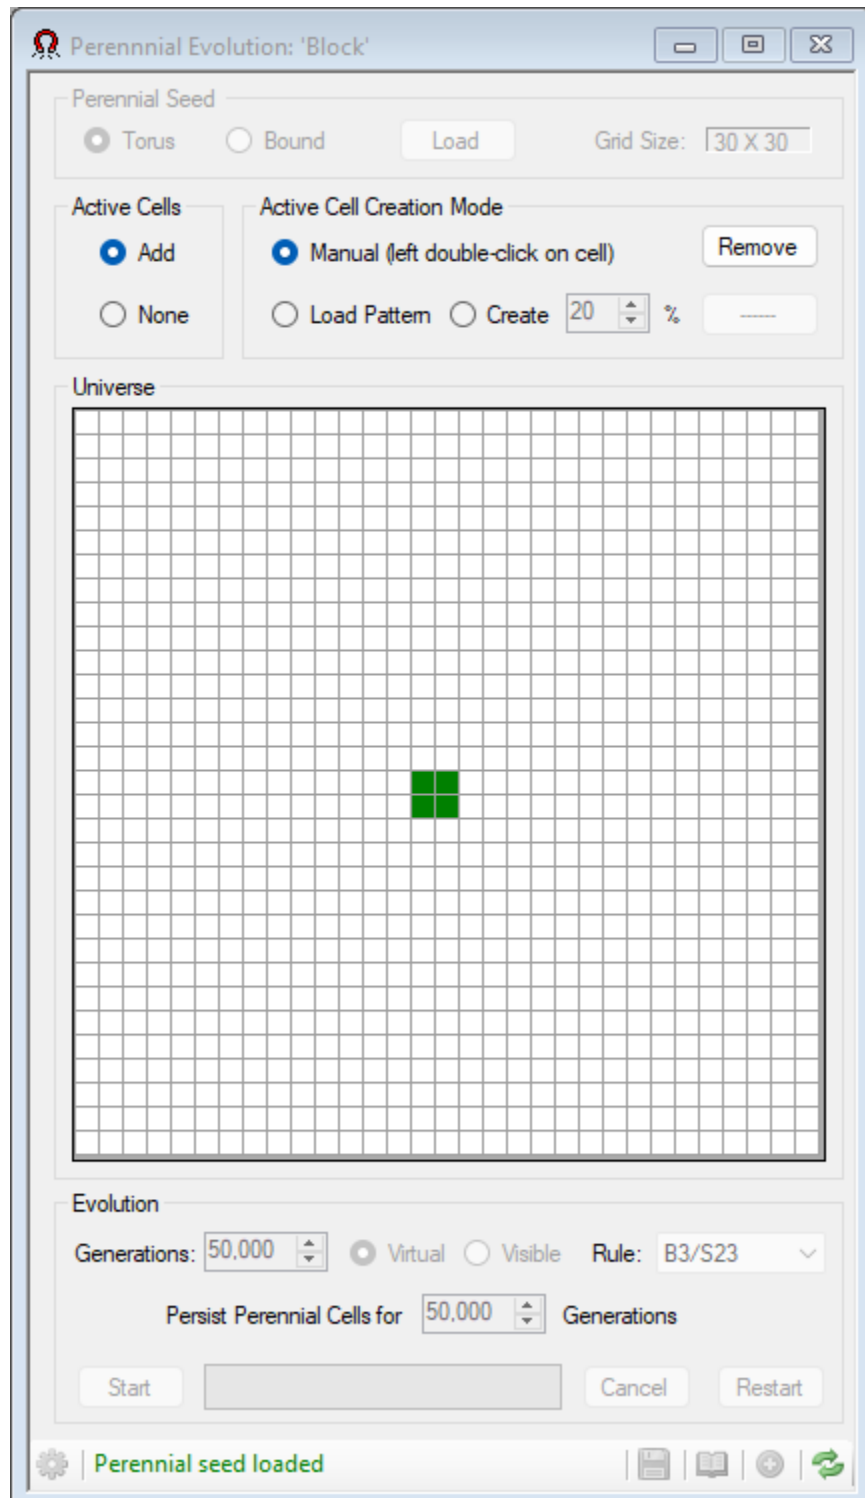 Perennnial Evolution: 'Block'
Perennial Seed
Torus Bound Load Grid Size: 30 X 30
Active Cells Active Cell Creation Mode
Add Manual (left double-click on cell) Remove
None Load Pattern Create 20 % ------
Universe
Evolution
Generations: 50,000 Virtual Visible Rule: B3/S23
Persist Perennial Cells for 50,000 Generations
Start Cancel Restart
Perennial seed loaded